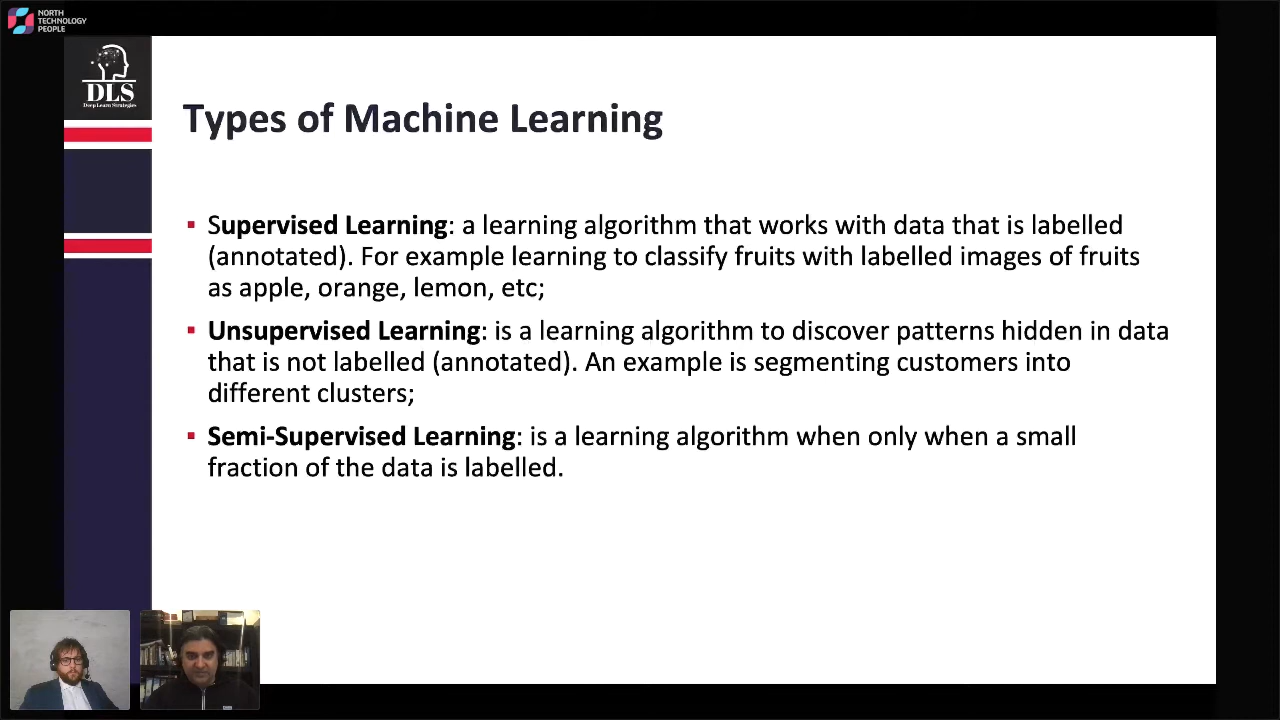 NORTH
TECHNOLOGY
PEOPLE
DLS
Deep Learn Strategies
Types of Machine Learning
▪ Supervised Learning: a learning algorithm that works with data that is labelled
(annotated). For example learning to classify fruits with labelled images of fruits
as apple, orange, lemon, etc;
▪ Unsupervised Learning: is a learning algorithm to discover patterns hidden in data
that is not labelled (annotated). An example is segmenting customers into
different clusters;
▪ Semi-Supervised Learning: is a learning algorithm when only when a small
fraction of the data is labelled.